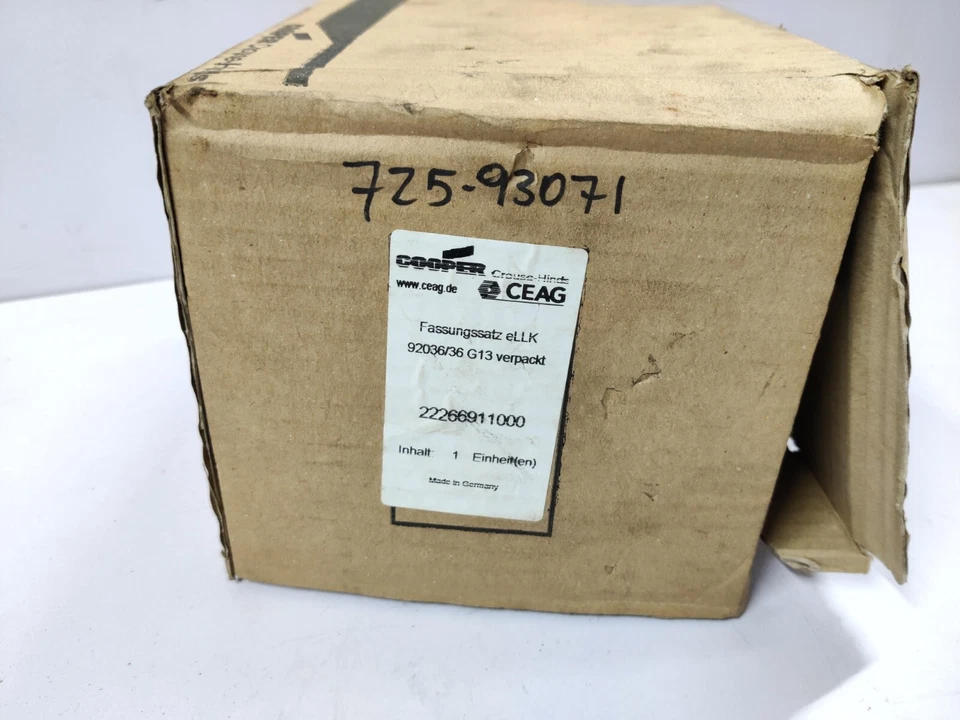 725-93071
COOPER Crouse-Hinds
www.ceag.de CEAG
Fassungssatz eLLK
92036/36 G13 verpackt
22266911000
Inhalt: 1 Einheit(en)
Made in Germany